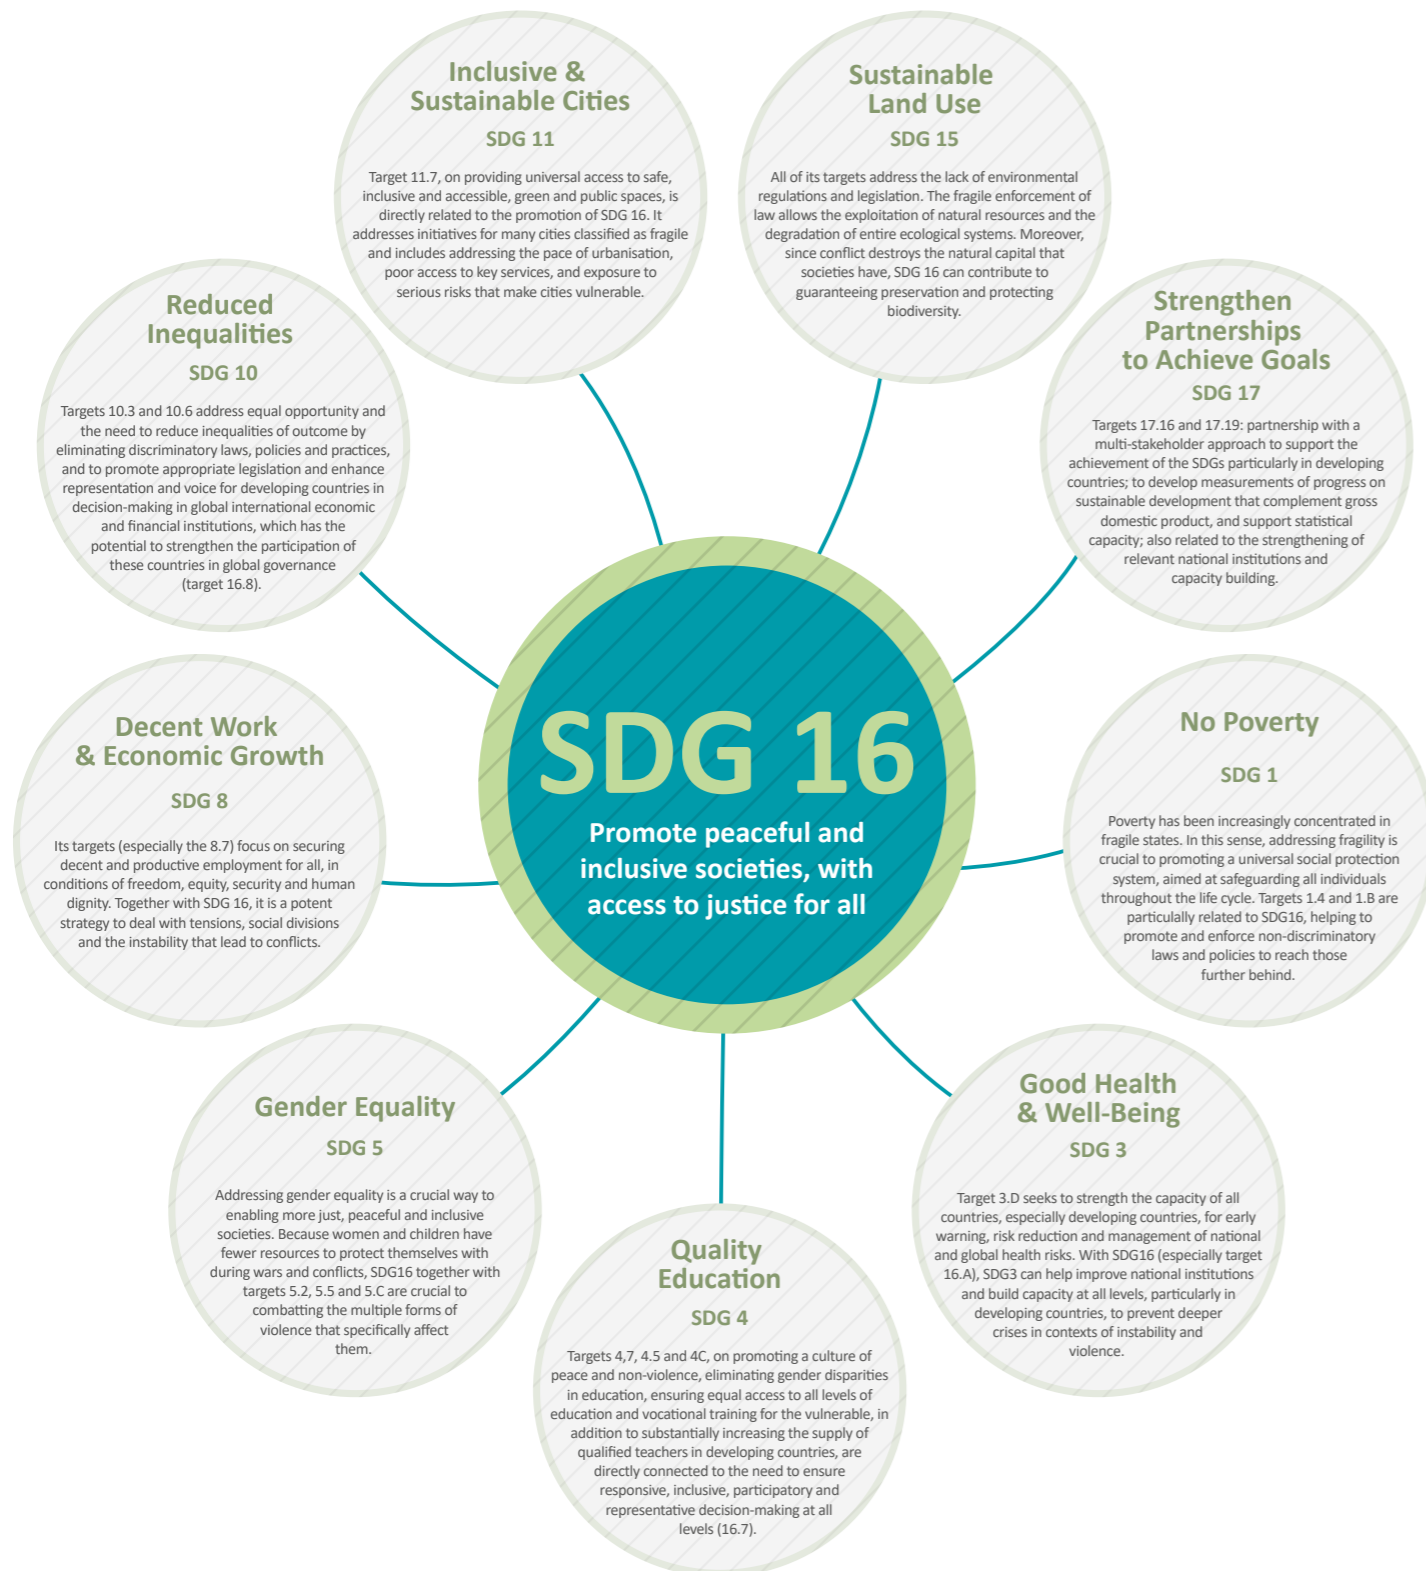 Inclusive &
Sustainable Cities
SDG 11
Target 11.7, on providing universal access to safe,
inclusive and accessible, green and public spaces, is
directly related to the promotion of SDG 16. It
addresses initiatives for many cities classified as fragile
and includes addressing the pace of urbanisation,
poor access to key services, and exposure to
serious risks that make cities vulnerable.
Sustainable
Land Use
SDG 15
All of its targets address the lack of environmental
regulations and legislation. The fragile enforcement of
law allows the exploitation of natural resources and the
degradation of entire ecological systems. Moreover,
since conflict destroys the natural capital that
societies have, SDG 16 can contribute to
guaranteeing preservation and protecting
biodiversity.
Reduced
Inequalities
SDG 10
Targets 10.3 and 10.6 address equal opportunity and
the need to reduce inequalities of outcome by
eliminating discriminatory laws, policies and practices,
and to promote appropriate legislation and enhance
representation and voice for developing countries in
decision-making in global international economic
and financial institutions, which has the
potential to strengthen the participation of
these countries in global governance
(target 16.8).
Strengthen
Partnerships
to Achieve Goals
SDG 17
Targets 17.16 and 17.19: partnership with a
multi-stakeholder approach to support the
achievement of the SDGs particularly in developing
countries; to develop measurements of progress on
sustainable development that complement gross
domestic product, and support statistical
capacity; also related to the strengthening of
relevant national institutions and
capacity building.
SDG 16
Promote peaceful and
inclusive societies, with
access to justice for all
Decent Work
& Economic Growth
SDG 8
Its targets (especially the 8.7) focus on securing
decent and productive employment for all, in
conditions of freedom, equity, security and human
dignity. Together with SDG 16, it is a potent
strategy to deal with tensions, social divisions
and the instability that lead to conflicts.
No Poverty
SDG 1
Poverty has been increasingly concentrated in
fragile states. In this sense, addressing fragility is
crucial to promoting a universal social protection
system, aimed at safeguarding all individuals
throughout the life cycle. Targets 1.4 and 1.B are
particulally related to SDG16, helping to
promote and enforce non-discriminatory
laws and policies to reach those
further behind.
Gender Equality
SDG 5
Addressing gender equality is a crucial way to
enabling more just, peaceful and inclusive
societies. Because women and children have
fewer resources to protect themselves with
during wars and conflicts, SDG16 together with
targets 5.2, 5.5 and 5.C are crucial to
combatting the multiple forms of
violence that specifically affect
them.
Good Health
& Well-Being
SDG 3
Target 3.D seeks to strength the capacity of all
countries, especially developing countries, for early
warning, risk reduction and management of national
and global health risks. With SDG16 (especially target
16.A), SDG3 can help improve national institutions
and build capacity at all levels, particularly in
developing countries, to prevent deeper
crises in contexts of instability and
violence.
Quality
Education
SDG 4
Targets 4,7, 4.5 and 4C, on promoting a culture of
peace and non-violence, eliminating gender disparities
in education, ensuring equal access to all levels of
education and vocational training for the vulnerable, in
addition to substantially increasing the supply of
qualified teachers in developing countries, are
directly connected to the need to ensure
responsive, inclusive, participatory and
representative decision-making at all
levels (16.7).